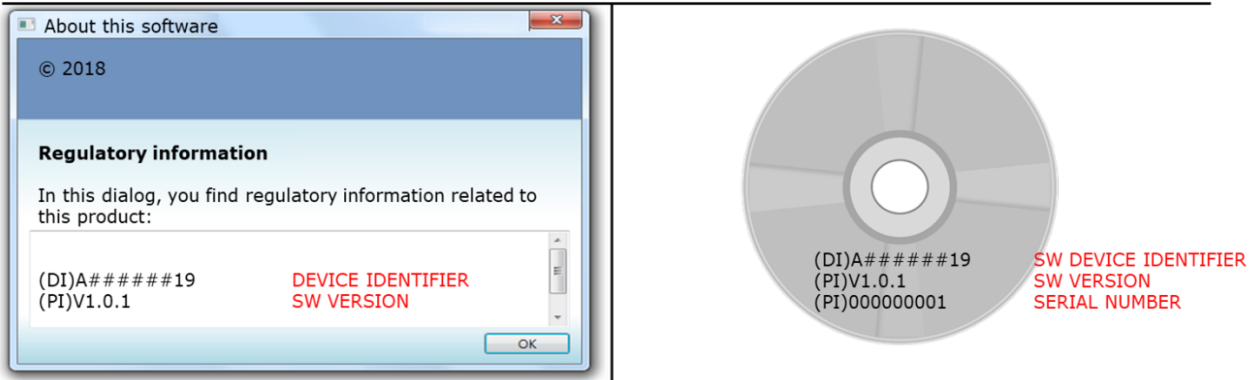 About this software
© 2018
Regulatory information
In this dialog, you find regulatory information related to
this product:
(DI)A######19 DEVICE IDENTIFIER
(PI)V1.0.1 SW VERSION
OK
(DI)A######19 SW DEVICE IDENTIFIER
(PI)V1.0.1 SW VERSION
(PI)000000001 SERIAL NUMBER